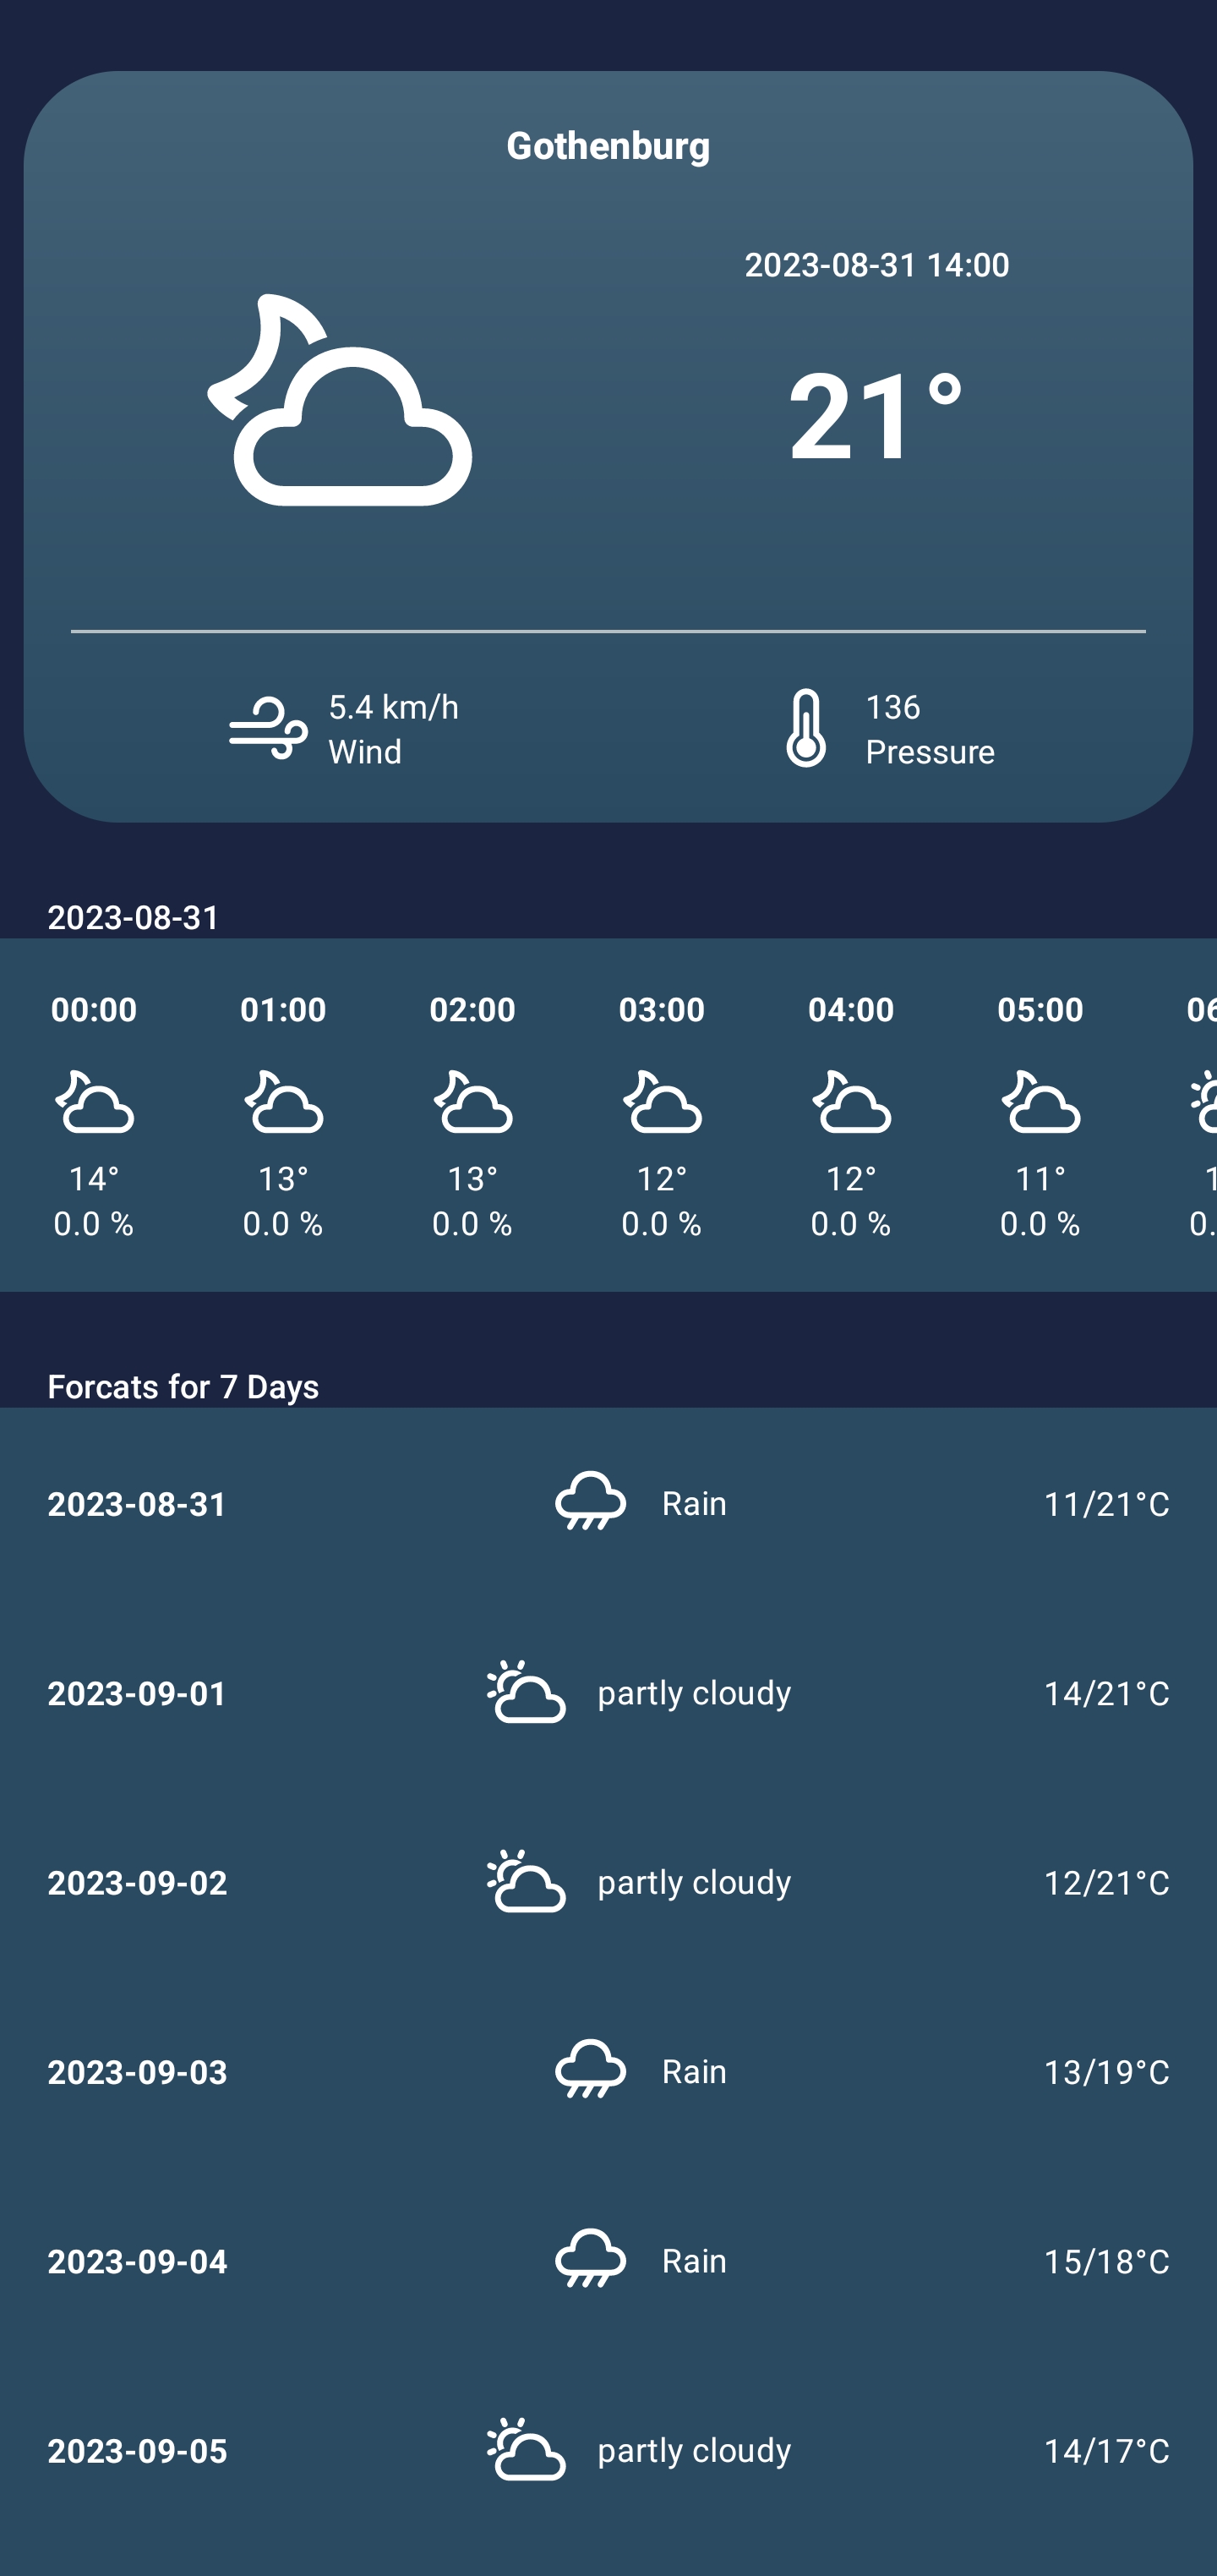 Gothenburg
2023-08-31 14:00
21°
5.4 km/h
Wind
136
Pressure
2023-08-31
00:00 01:00 02:00 03:00 04:00 05:00
14° 13° 13° 12° 12° 11°
0.0 % 0.0 % 0.0 % 0.0 % 0.0 % 0.0 %
Forcats for 7 Days
2023-08-31 Rain 11/21°C
2023-09-01 partly cloudy 14/21°C
2023-09-02 partly cloudy 12/21°C
2023-09-03 Rain 13/19°C
2023-09-04 Rain 15/18°C
2023-09-05 partly cloudy 14/17°C